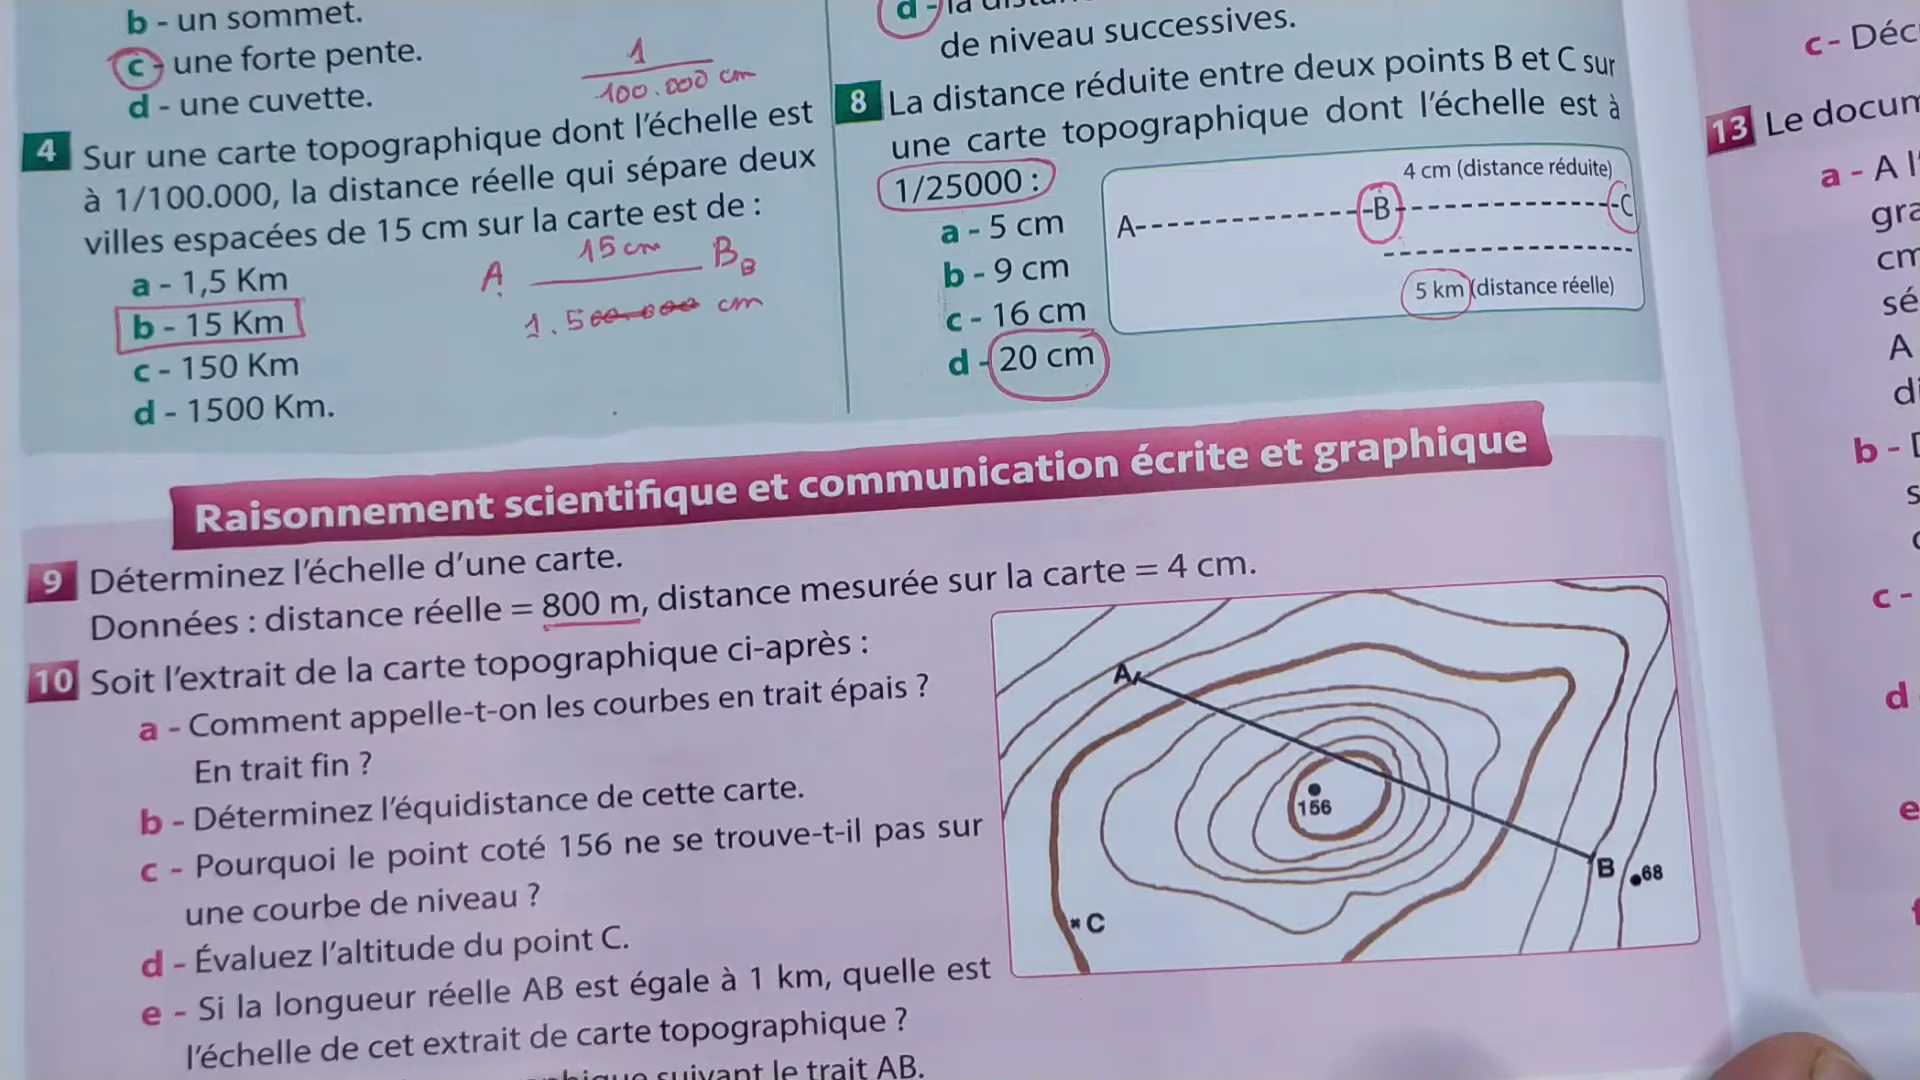 b - un sommet.
c - une forte pente.
d - une cuvette.
1
100.000 cm
4 Sur une carte topographique dont l'échelle est
à 1/100.000, la distance réelle qui sépare deux
villes espacées de 15 cm sur la carte est de :
a - 1,5 Km
b - 15 Km
c - 150 Km
d - 1500 Km.
A 15 cm B B
1.500.000 cm
de niveau successives.
8 La distance réduite entre deux points B et C sur
une carte topographique dont l'échelle est à
1/25000 :
a - 5 cm
b - 9 cm
c - 16 cm
d - 20 cm
4 cm (distance réduite)
A B C
5 km (distance réelle)
Raisonnement scientifique et communication écrite et graphique
9 Déterminez l'échelle d'une carte.
Données : distance réelle = 800 m, distance mesurée sur la carte = 4 cm.
10 Soit l'extrait de la carte topographique ci-après :
a - Comment appelle-t-on les courbes en trait épais ?
En trait fin ?
b - Déterminez l'équidistance de cette carte.
c - Pourquoi le point coté 156 ne se trouve-t-il pas sur
une courbe de niveau ?
d - Évaluez l'altitude du point C.
e - Si la longueur réelle AB est égale à 1 km, quelle est
l'échelle de cet extrait de carte topographique ?
suivant le trait AB.
A
156
B
68
C
c -
13 Le
a - A
cm
A
b -
c -
d
e